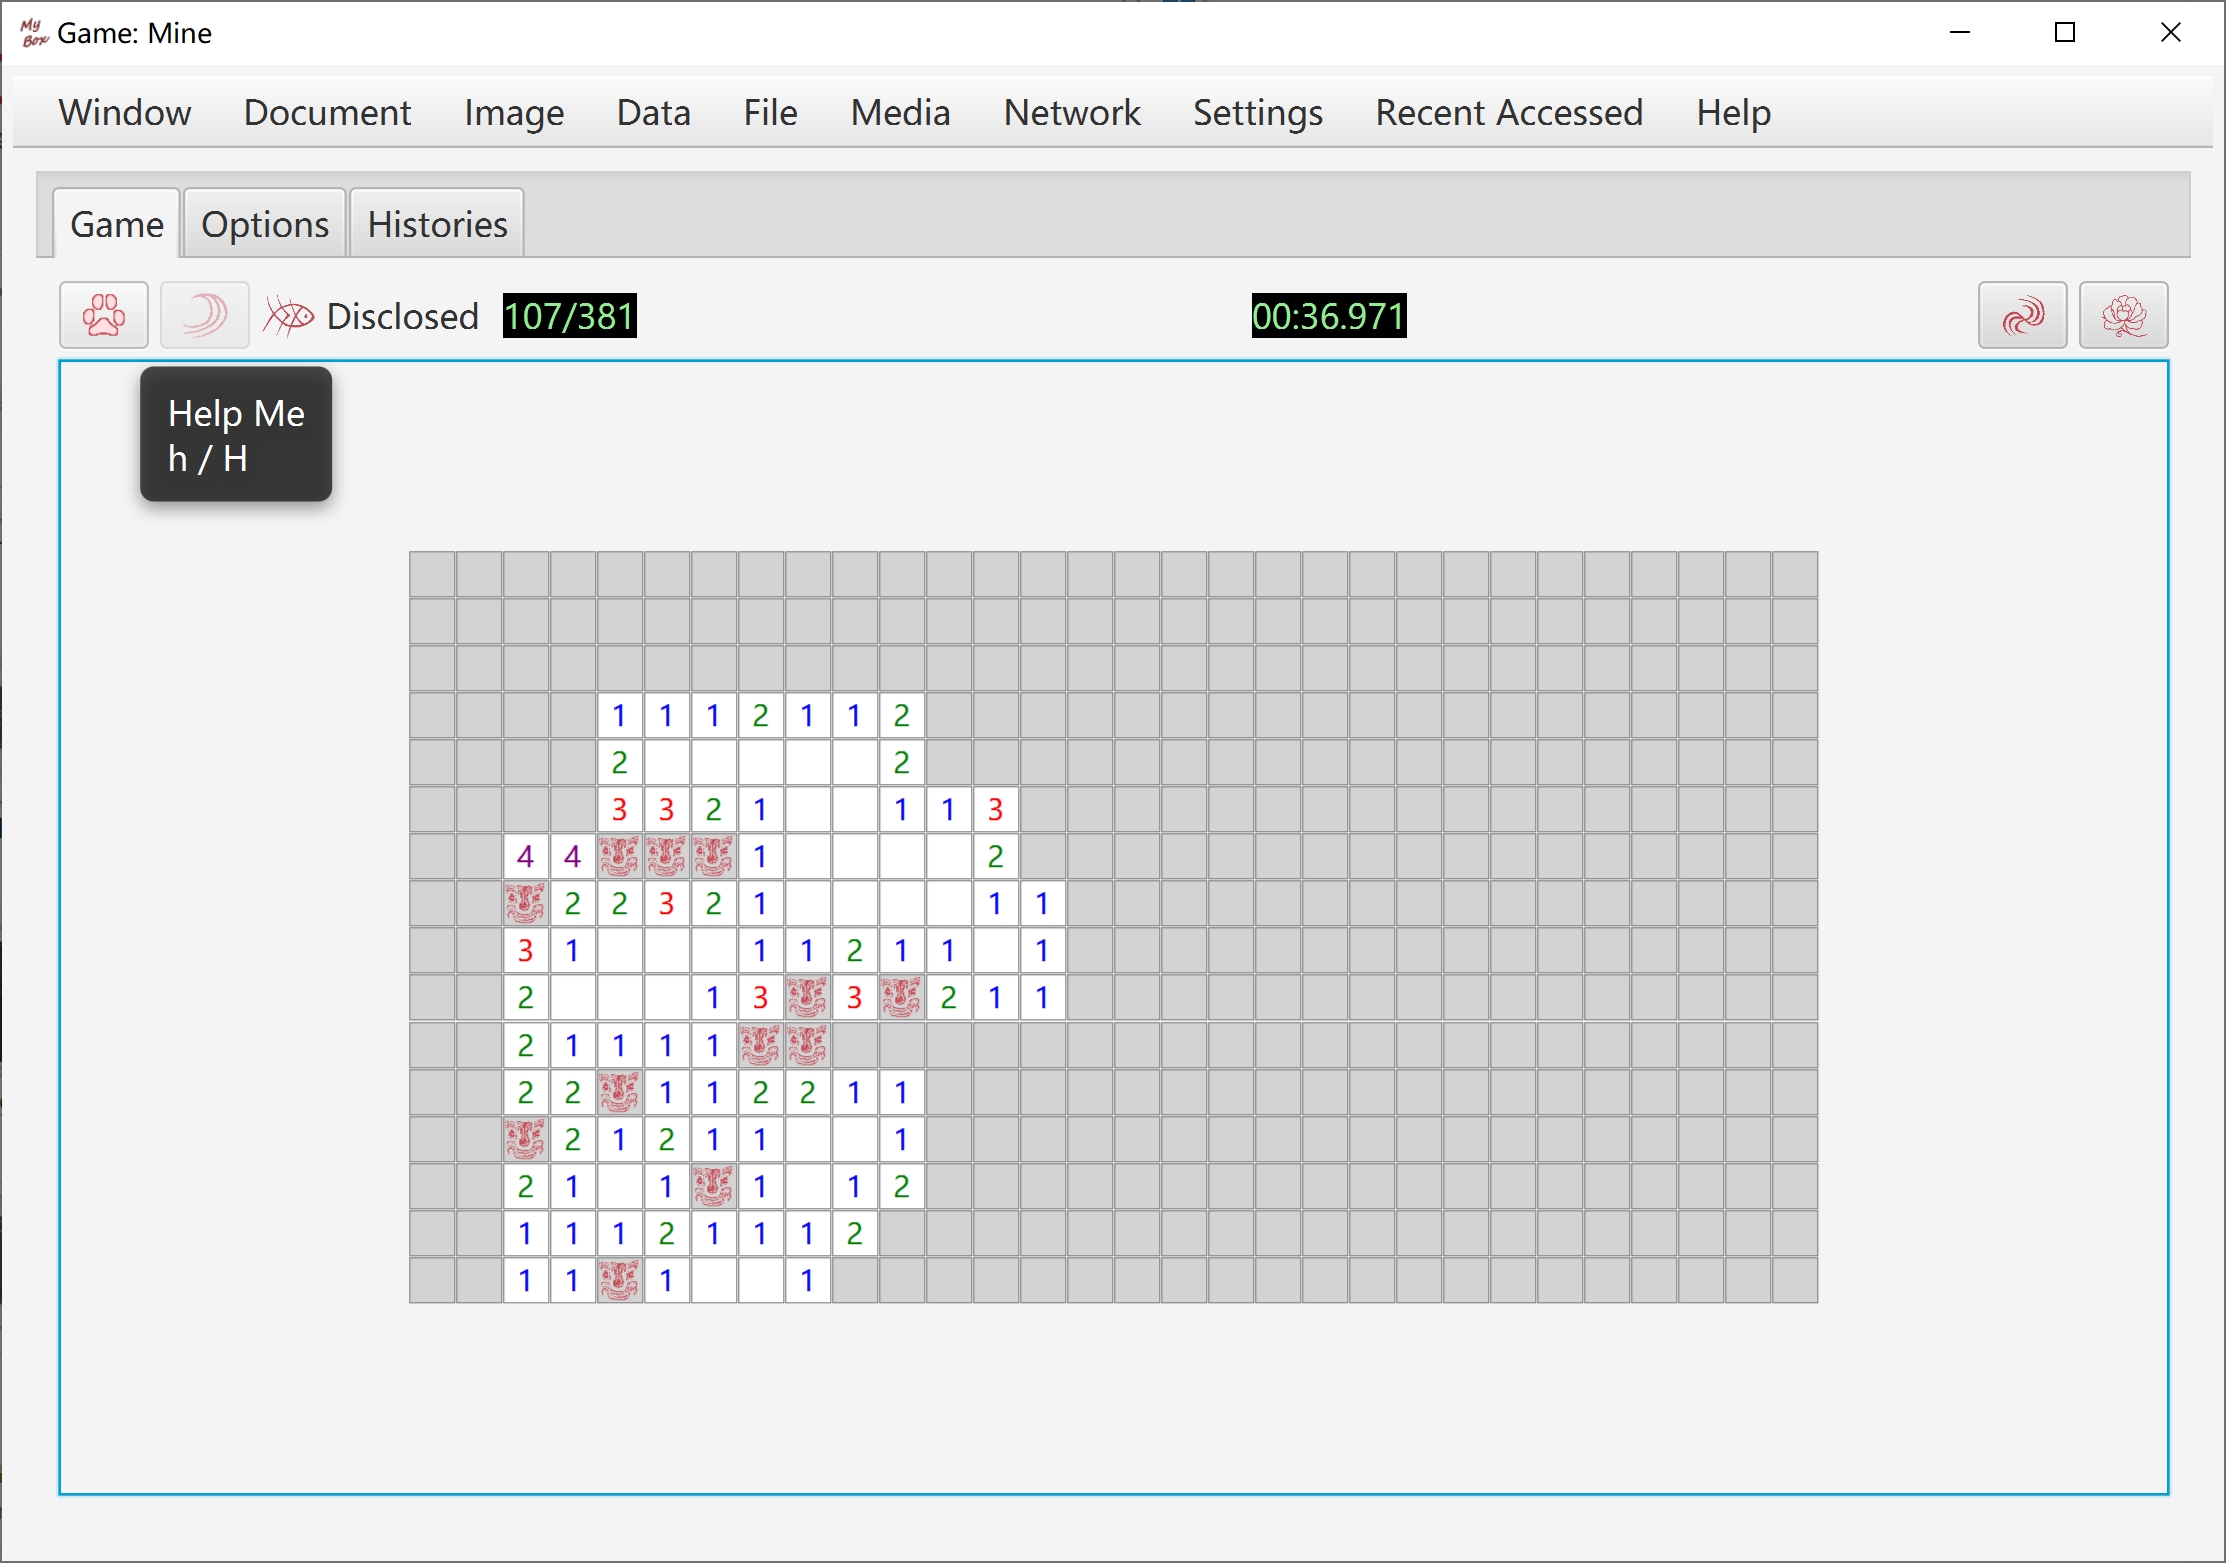 My Box Game: Mine
Window Document Image Data File Media Network Settings Recent Accessed Help
Game Options Histories
Disclosed 107/381 00:36.971
Help Me
h / H
1 1 1 2 1 1 2
2 2
3 3 2 1 1 1 3
4 4 1 2
2 2 3 2 1 1 1
3 1 1 1 2 1 1 1
2 1 3 3 2 1 1
2 1 1 1 1
2 2 1 1 2 2 1 1
2 1 2 1 1 1
2 1 1 1 1 2
1 1 1 2 1 1 1 2
1 1 1 1